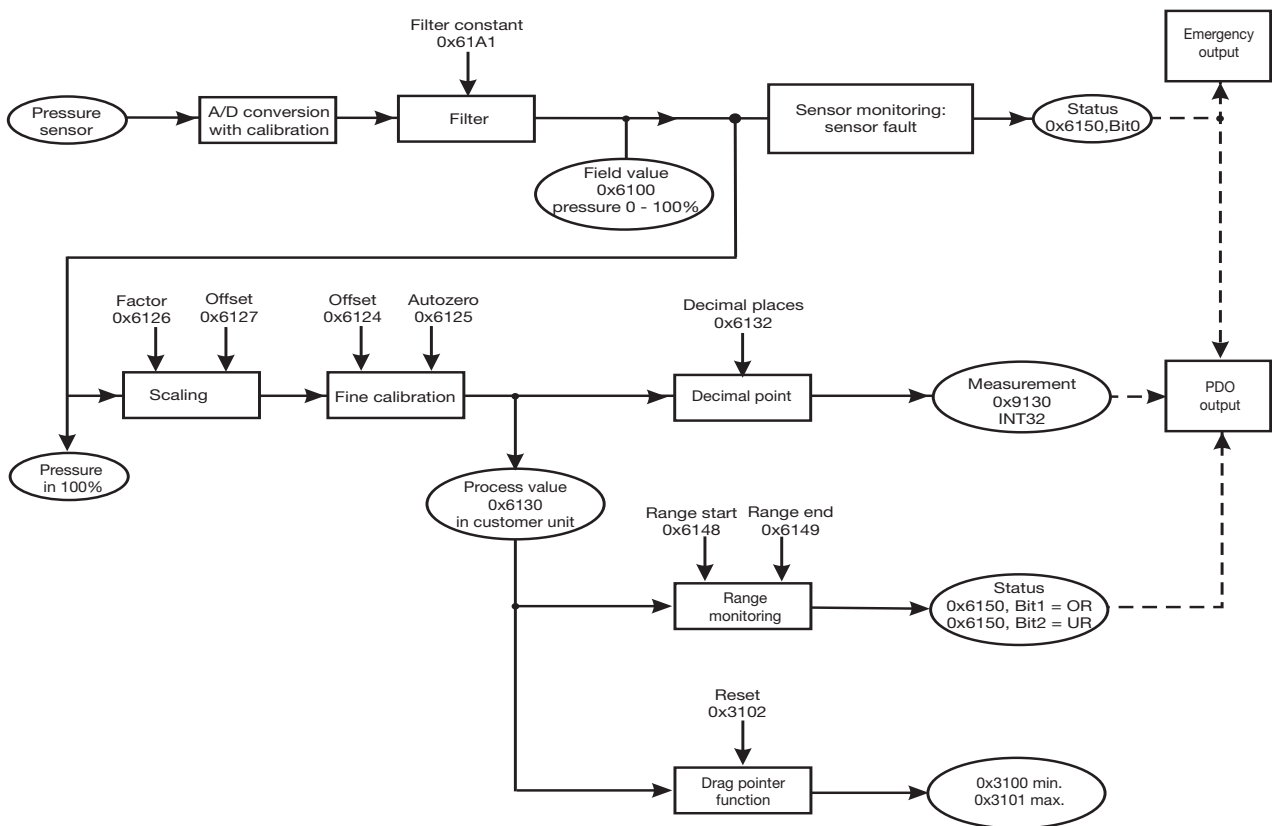 Filter constant
0x61A1
Emergency
output
Pressure
sensor
A/D conversion
with calibration
Filter
Sensor monitoring:
sensor fault
Status
0x6150,Bit0
Field value
0x6100
pressure 0 - 100%
Factor
0x6126
Offset
0x6127
Offset
0x6124
Autozero
0x6125
Decimal places
0x6132
Scaling
Fine calibration
Decimal point
Measurement
0x9130
INT32
PDO
output
Pressure
in 100%
Process value
0x6130
in customer unit
Range start
0x6148
Range end
0x6149
Range
monitoring
Status
0x6150, Bit1 = OR
0x6150, Bit2 = UR
Reset
0x3102
Drag pointer
function
0x3100 min.
0x3101 max.